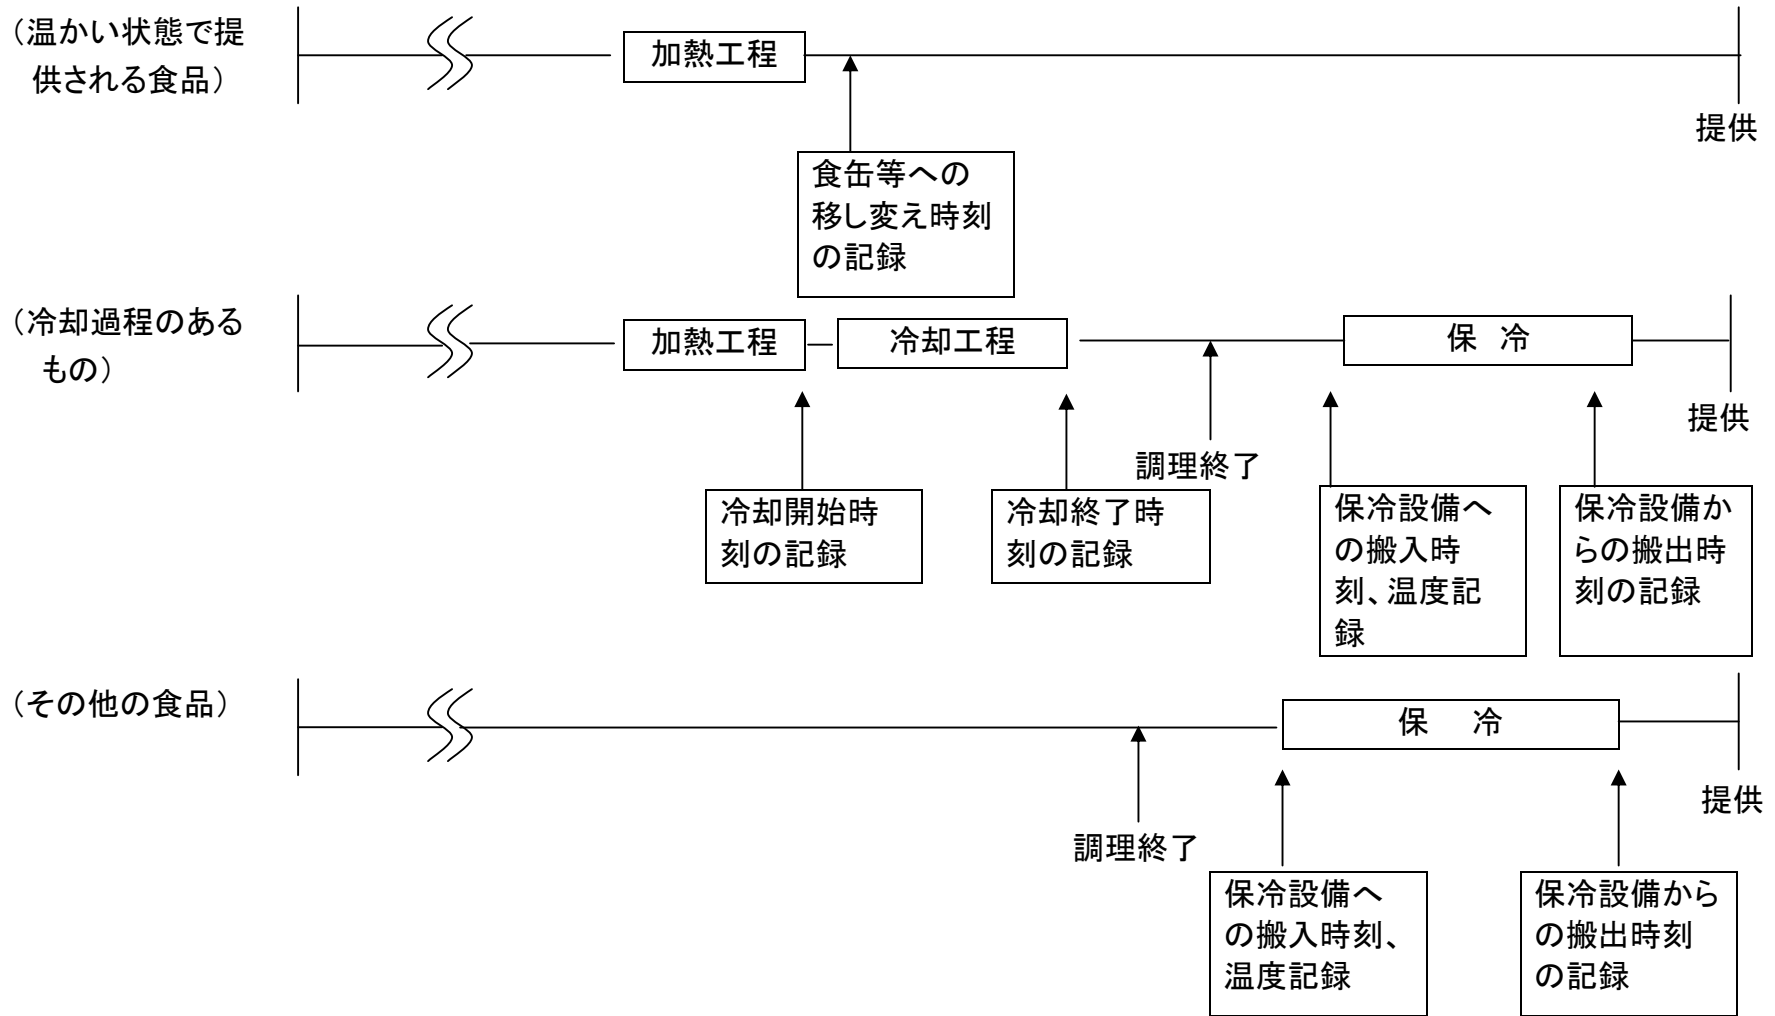 （温かい状態で提
供される食品）
加熱工程
提供
食缶等への
移し変え時刻
の記録
（冷却過程のある
もの）
加熱工程
冷却工程
保 冷
提供
調理終了
冷却開始時
刻の記録
冷却終了時
刻の記録
保冷設備へ
の搬入時
刻、温度記
録
保冷設備か
らの搬出時
刻の記録
（その他の食品）
保 冷
提供
調理終了
保冷設備へ
の搬入時刻、
温度記録
保冷設備から
の搬出時刻
の記録